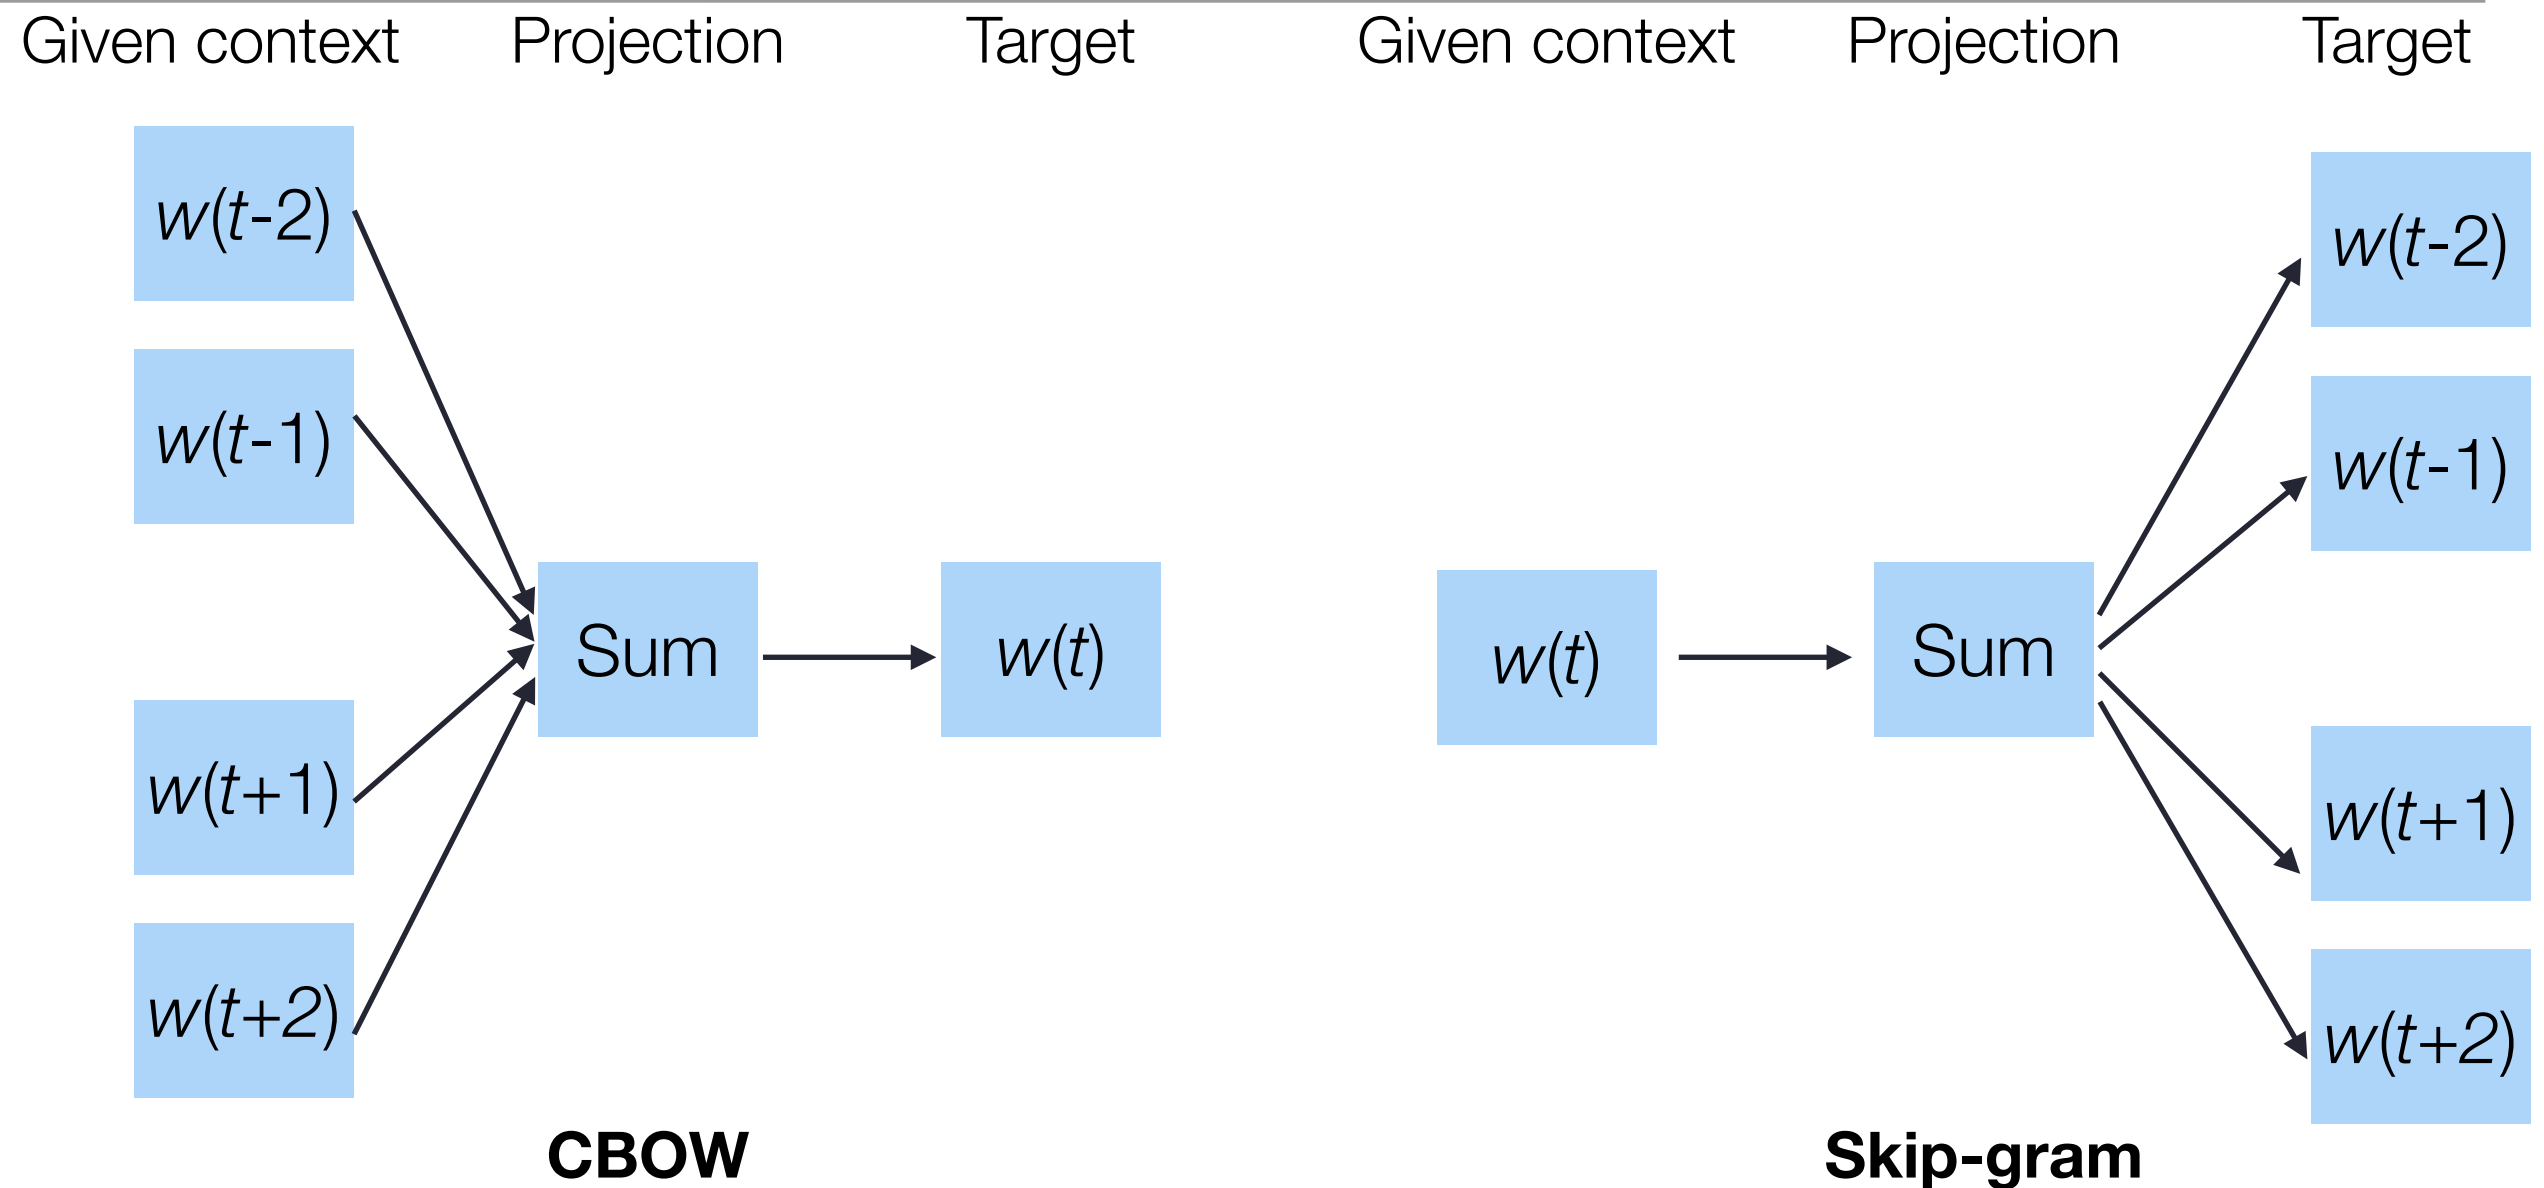 Given context Projection Target
w(t-2)
w(t-1)
Sum w(t)
w(t+1)
w(t+2)
CBOW
Given context Projection Target
w(t-2)
w(t-1)
w(t) Sum
w(t+1)
w(t+2)
Skip-gram